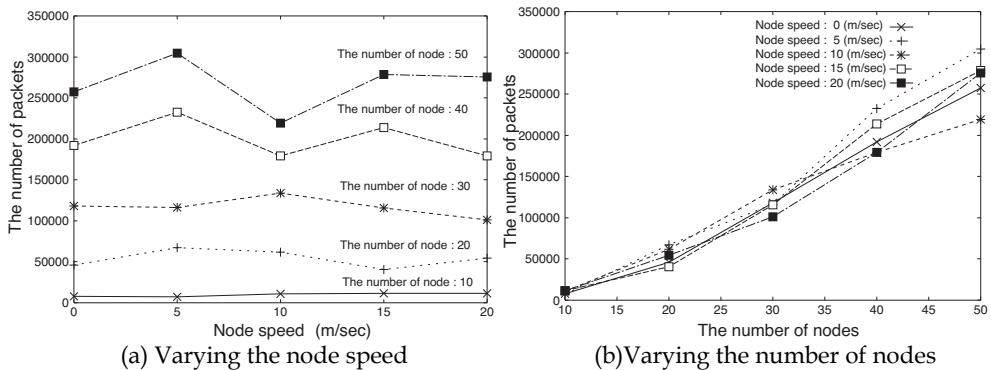 350000
300000
250000
200000
150000
100000
50000
0
The number of packets
The number of node : 50
The number of node : 40
The number of node : 30
The number of node : 20
The number of node : 10
0 5 10 15 20
Node speed (m/sec)
(a) Varying the node speed
350000
300000
250000
200000
150000
100000
50000
0
The number of packets
Node speed : 0 (m/sec)
Node speed : 5 (m/sec)
Node speed : 10 (m/sec)
Node speed : 15 (m/sec)
Node speed : 20 (m/sec)
10 15 20 25 30 35 40 45 50
The number of nodes
(b)Varying the number of nodes